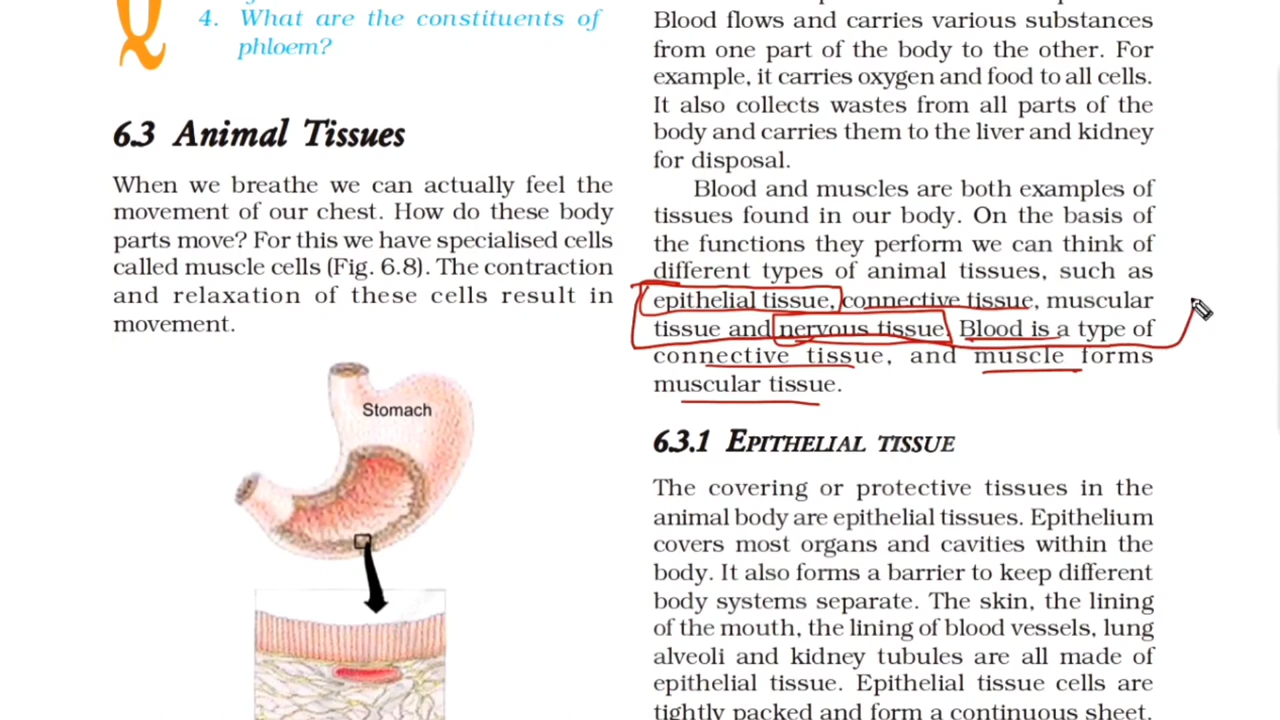 4. What are the constituents of
phloem?
6.3 Animal Tissues
When we breathe we can actually feel the
movement of our chest. How do these body
parts move? For this we have specialised cells
called muscle cells (Fig. 6.8). The contraction
and relaxation of these cells result in
movement.
Stomach
Blood flows and carries various substances
from one part of the body to the other. For
example, it carries oxygen and food to all cells.
It also collects wastes from all parts of the
body and carries them to the liver and kidney
for disposal.
Blood and muscles are both examples of
tissues found in our body. On the basis of
the functions they perform we can think of
different types of animal tissues, such as
epithelial tissue, connective tissue, muscular
tissue and nervous tissue. Blood is a type of
connective tissue, and muscle forms
muscular tissue.
6.3.1 EPITHELIAL TISSUE
The covering or protective tissues in the
animal body are epithelial tissues. Epithelium
covers most organs and cavities within the
body. It also forms a barrier to keep different
body systems separate. The skin, the lining
of the mouth, the lining of blood vessels, lung
alveoli and kidney tubules are all made of
epithelial tissue. Epithelial tissue cells are
tightly packed and form a continuous sheet.